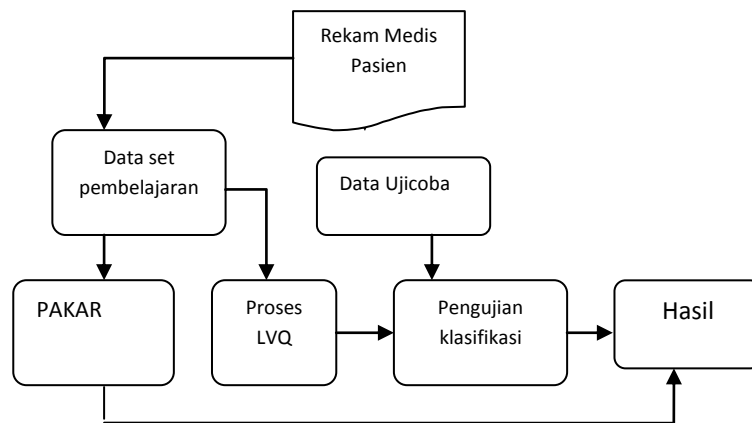 Rekam Medis
Pasien
Data set
pembelajaran
Data Ujicoba
PAKAR
Proses
LVQ
Pengujian
klasifikasi
Hasil